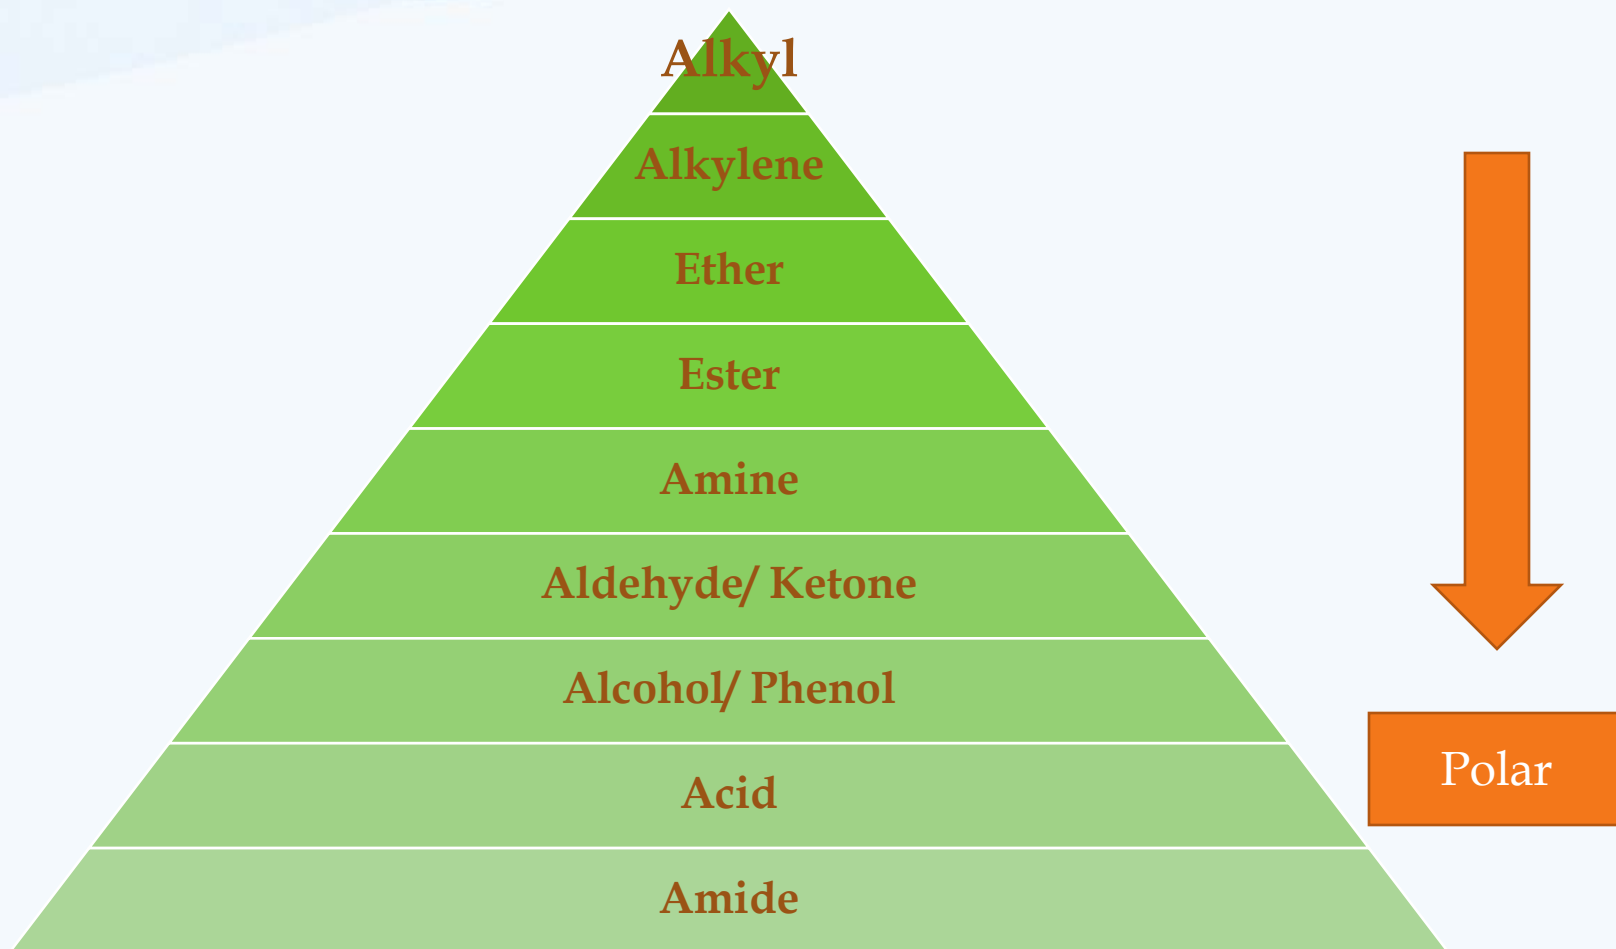 Alkyl
Alkylene
Ether
Ester
Amine
Aldehyde/ Ketone
Alcohol/ Phenol
Acid
Amide
Polar